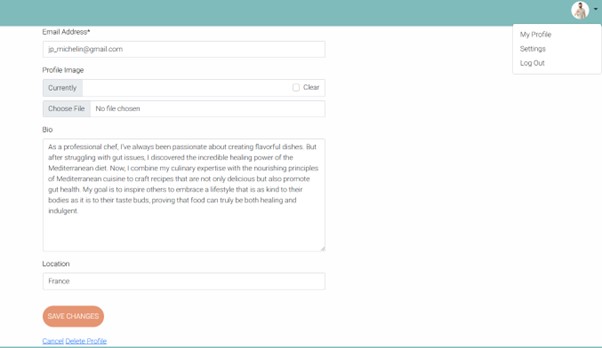 My Profile
Settings
Log Out
Email Address*
jp_michelin@gmail.com
Profile Image
Currently Clear
Choose File No file chosen
Bio
As a professional chef, I've always been passionate about creating flavorful dishes. But
after struggling with gut issues, I discovered the incredible healing power of the
Mediterranean diet. Now, I combine my culinary expertise with the nourishing principles
of Mediterranean cuisine to craft recipes that are not only delicious but also promote
gut health. My goal is to inspire others to embrace a lifestyle that is as kind to their
bodies as it is to their taste buds, proving that food can truly be both healing and
indulgent.
Location
France
SAVE CHANGES
Cancel Delete Profile